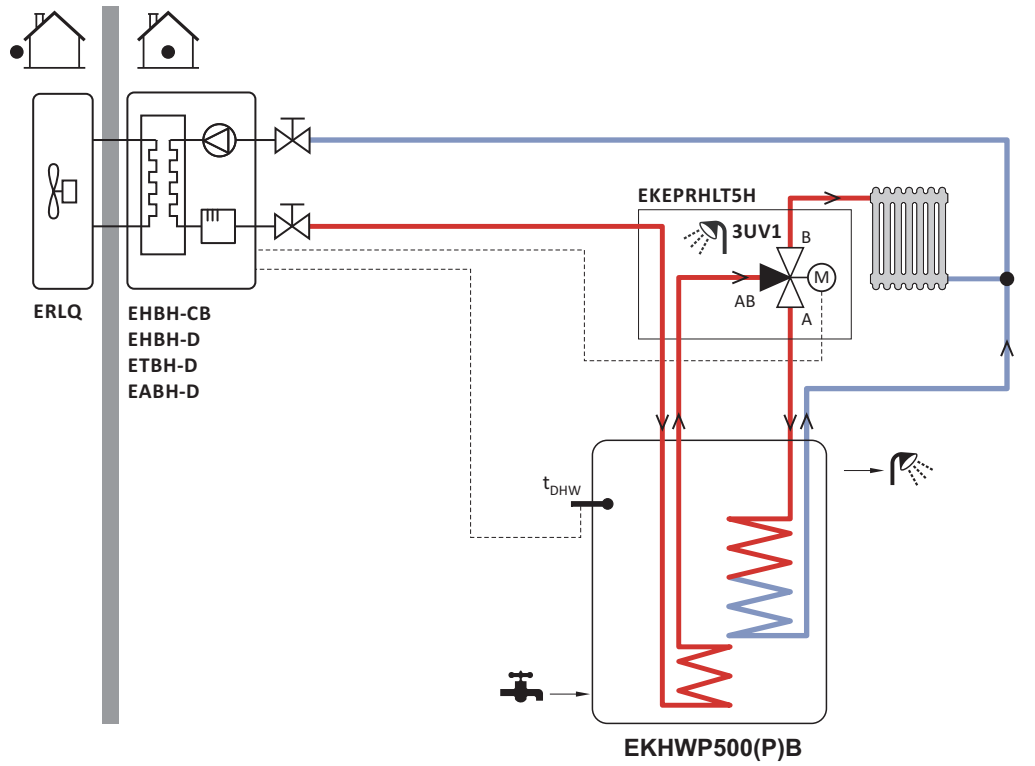 EKEPRHLT5H
3UV1
B
M
AB
A
ERLQ
EHBH-CB
EHBH-D
ETBH-D
EABH-D
tDHW
EKHWP500(P)B